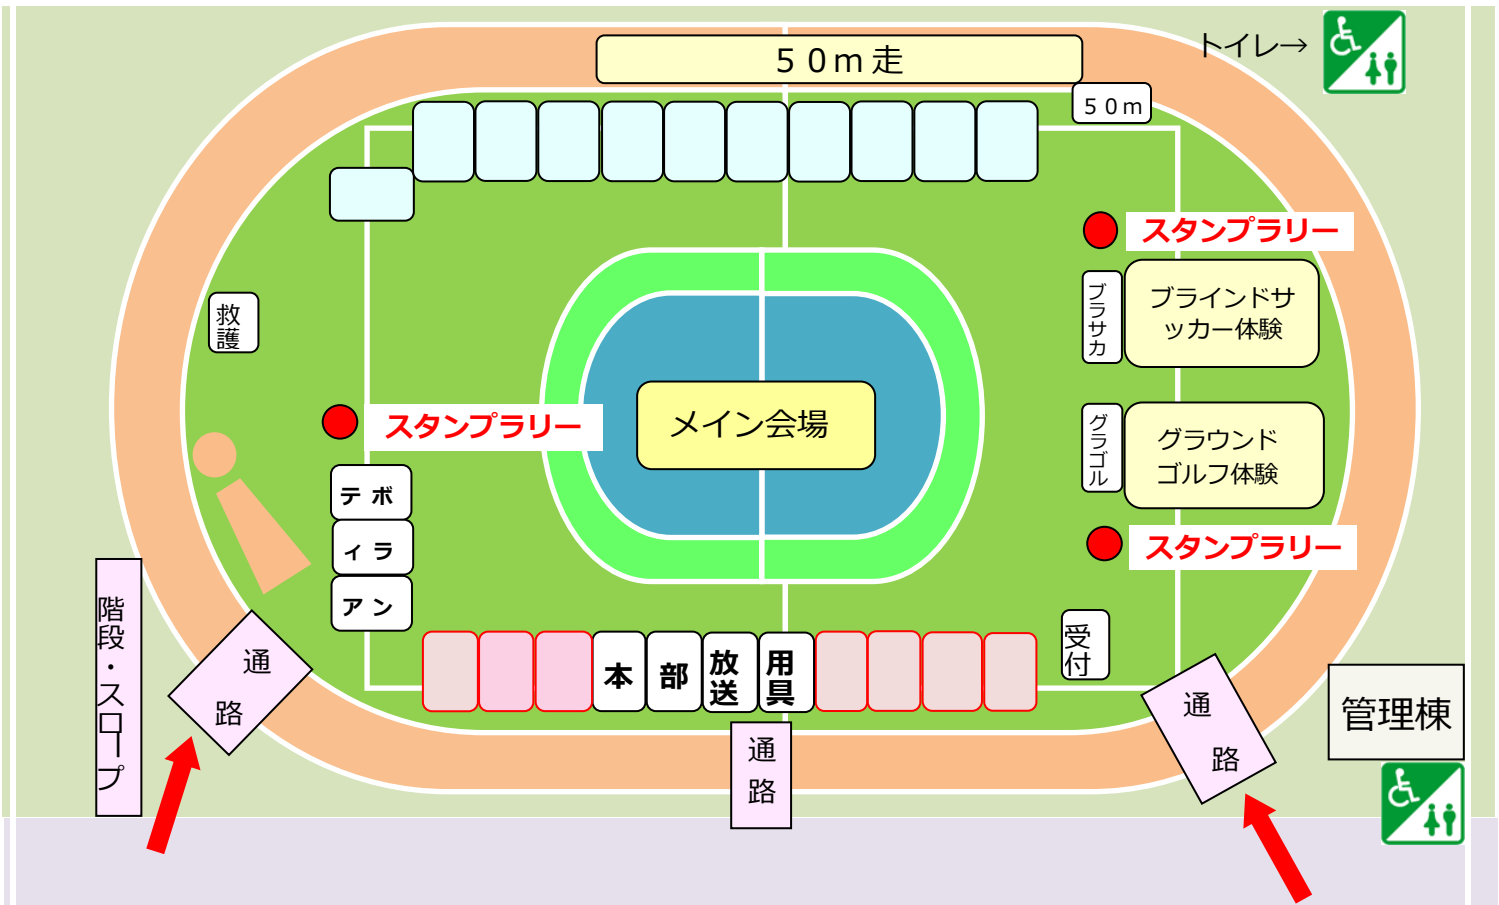 トイレ→
５０ｍ走
５０ｍ
スタンプラリー
ブラサカ
ブラインドサ
ッカー体験
救護
スタンプラリー
メイン会場
グラゴル
グラウンド
ゴルフ体験
テ ボ
ィ ラ
ア ン
スタンプラリー
階段・スロープ
通
路
本
部
放送
用具
受付
通
路
通
路
管理棟